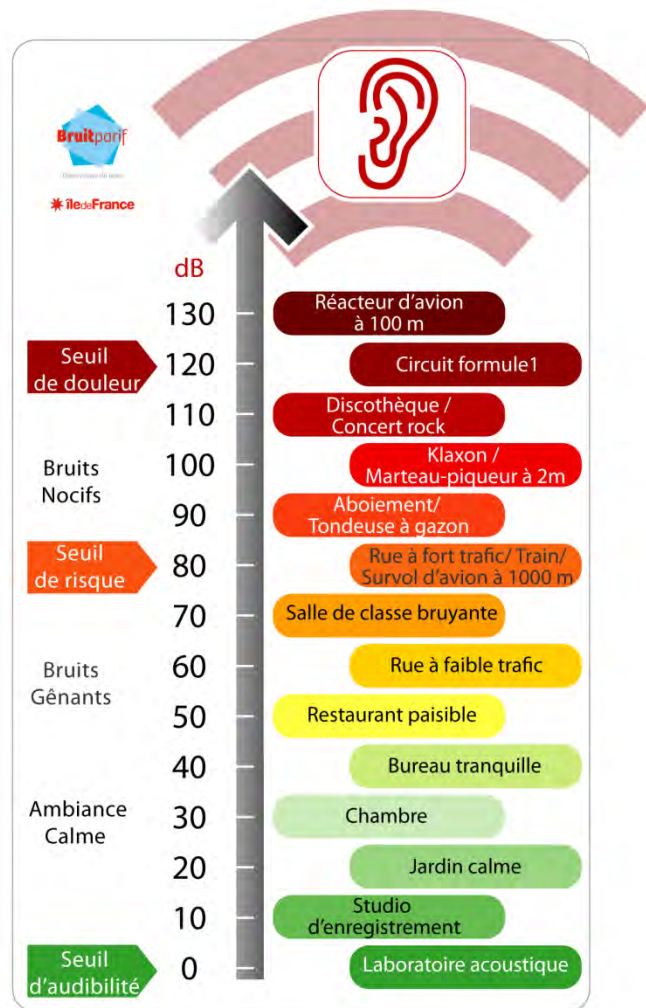 Bruitparif
îledeFrance
dB
130
Réacteur d'avion
à 100 m
Seuil
de douleur
120
Circuit formule1
110
Discothèque /
Concert rock
Bruits
Nocifs
100
Klaxon /
Marteau-piqueur à 2m
90
Aboiement/
Tondeuse à gazon
Seuil
de risque
80
Rue à fort trafic/ Train/
Survol d'avion à 1000 m
70
Salle de classe bruyante
Bruits
Gênants
60
Rue à faible trafic
50
Restaurant paisible
40
Bureau tranquille
Ambiance
Calme
30
Chambre
20
Jardin calme
10
Studio
d'enregistrement
Seuil
d'audibilité
0
Laboratoire acoustique